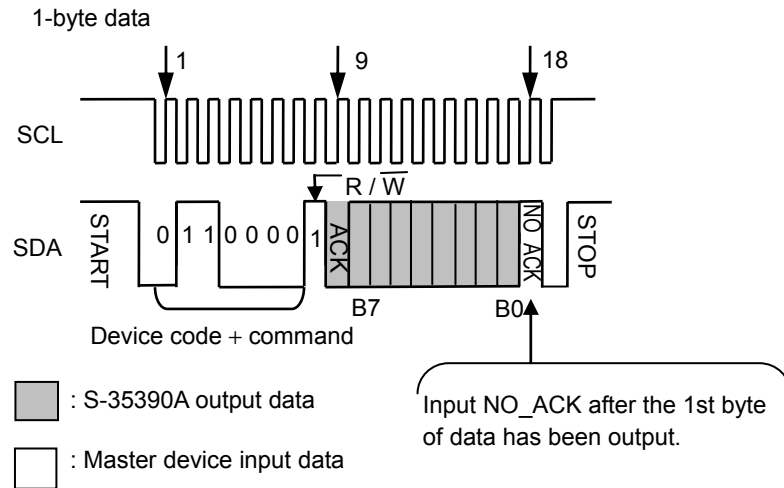 1-byte data
1 9 18
SCL
R / W
SDA START 0 1 1 0 0 0 0 1 ACK NO_ACK STOP
B7 B0
Device code + command
: S-35390A output data
: Master device input data
Input NO_ACK after the 1st byte
of data has been output.